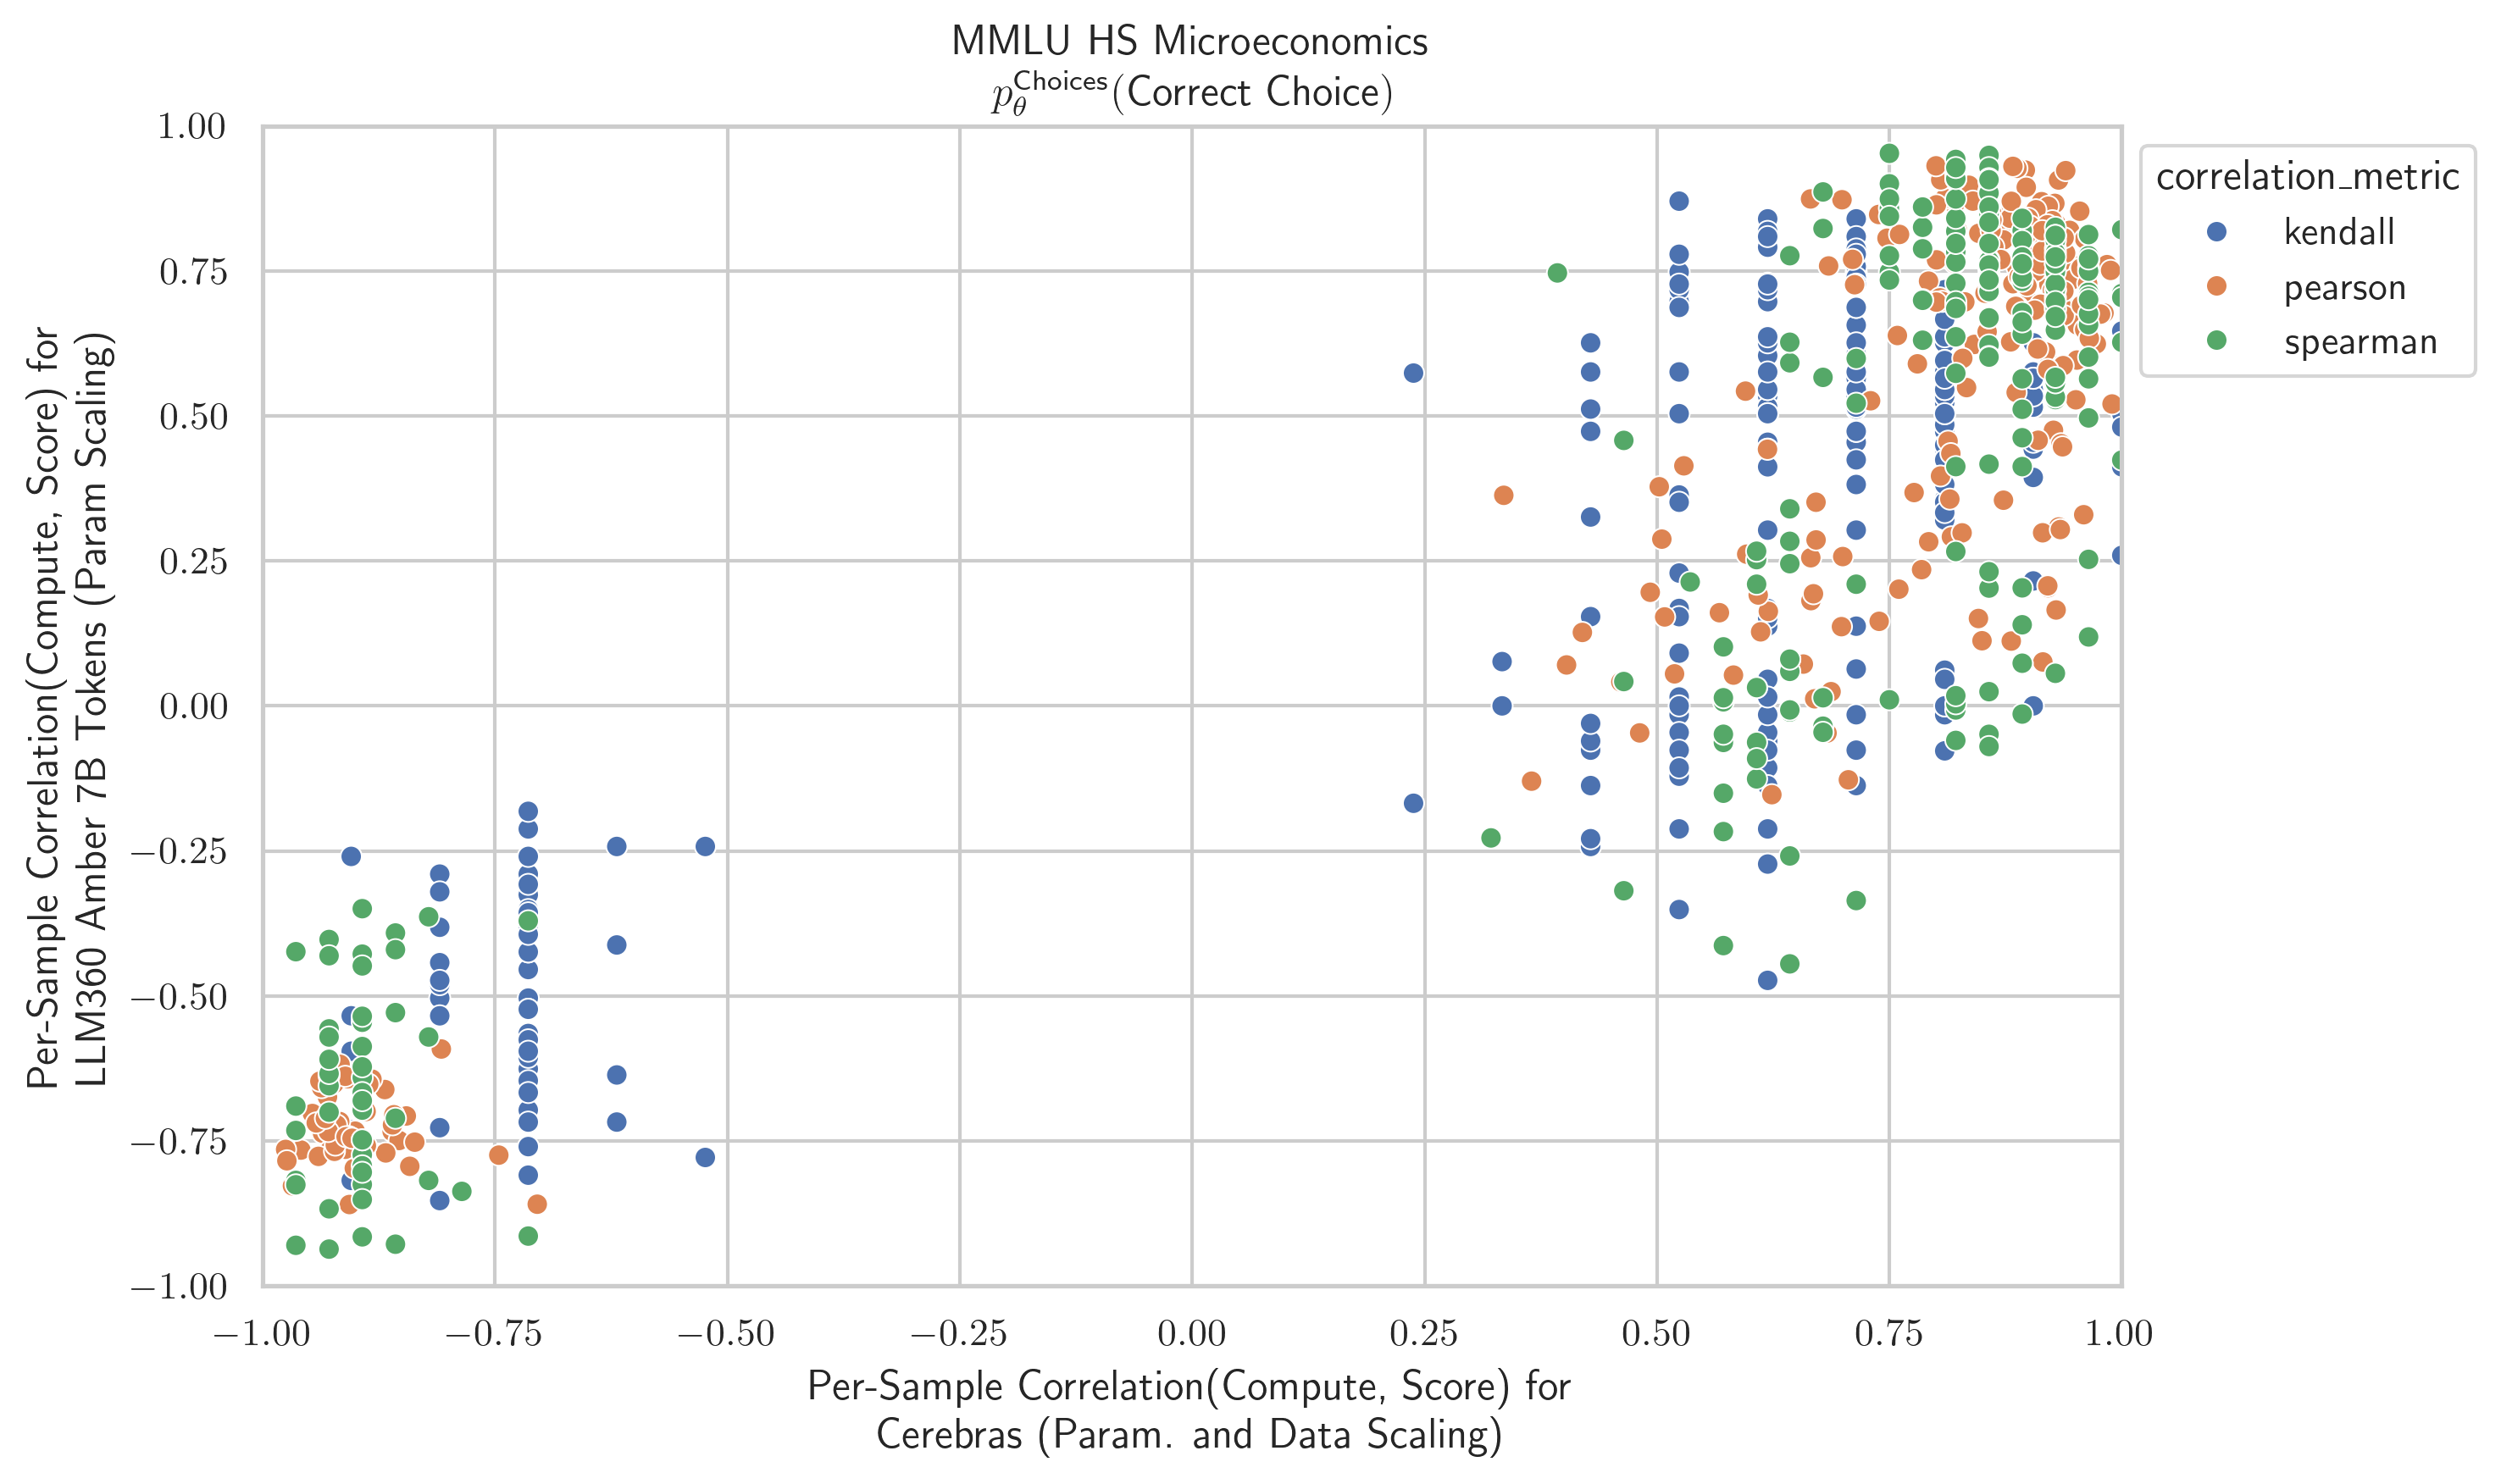 MMLU HS Microeconomics
p_θ^Choices(Correct Choice)
Per-Sample Correlation(Compute, Score) for
LLM360 Amber 7B Tokens (Param Scaling)
1.00
0.75
0.50
0.25
0.00
−0.25
−0.50
−0.75
−1.00
−1.00 −0.75 −0.50 −0.25 0.00 0.25 0.50 0.75 1.00
Per-Sample Correlation(Compute, Score) for
Cerebras (Param. and Data Scaling)
correlation_metric
kendall
pearson
spearman